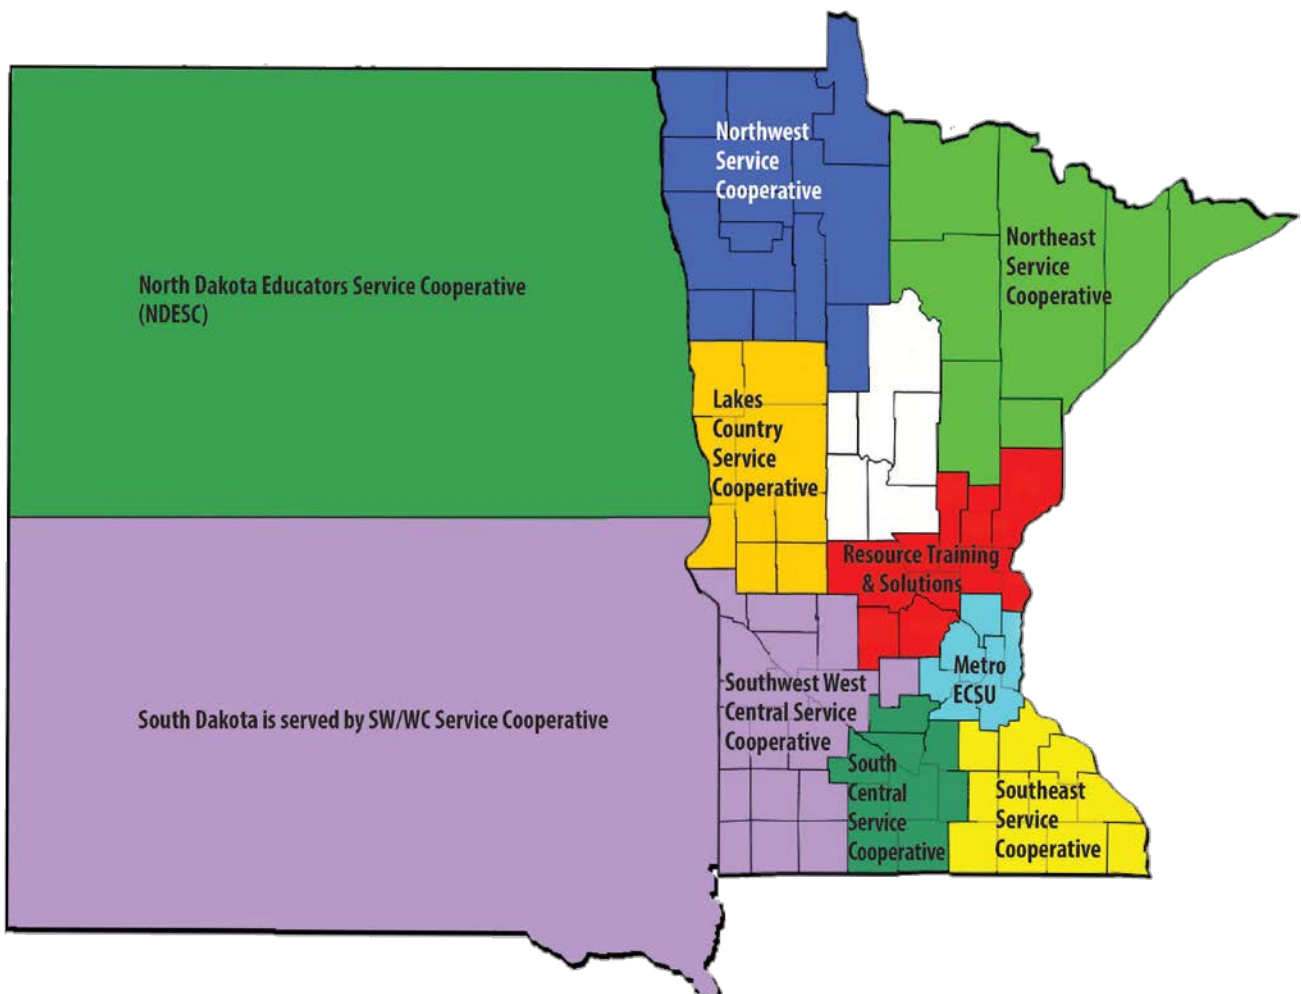 Northwest
Service
Cooperative
Northeast
Service
Cooperative
North Dakota Educators Service Cooperative
(NDESC)
Lakes
Country
Service
Cooperative
Resource Training
& Solutions
Metro
ECSU
Southwest West
Central Service
Cooperative
South Dakota is served by SW/WC Service Cooperative
South
Central
Service
Cooperative
Southeast
Service
Cooperative